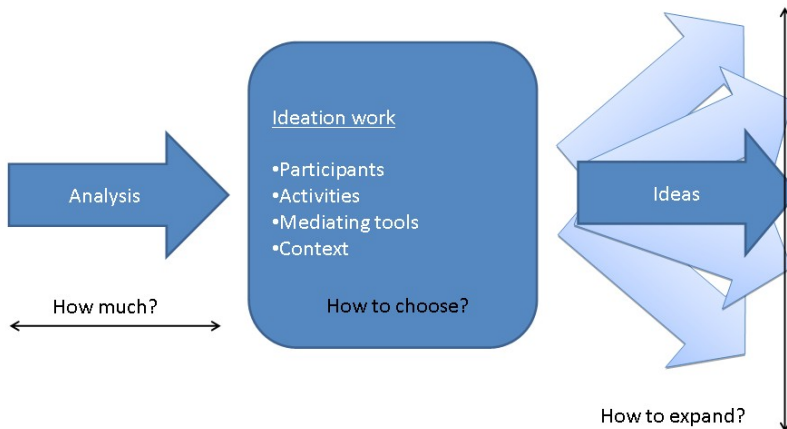 Analysis
How much?
Ideation work
•Participants
•Activities
•Mediating tools
•Context
How to choose?
Ideas
How to expand?